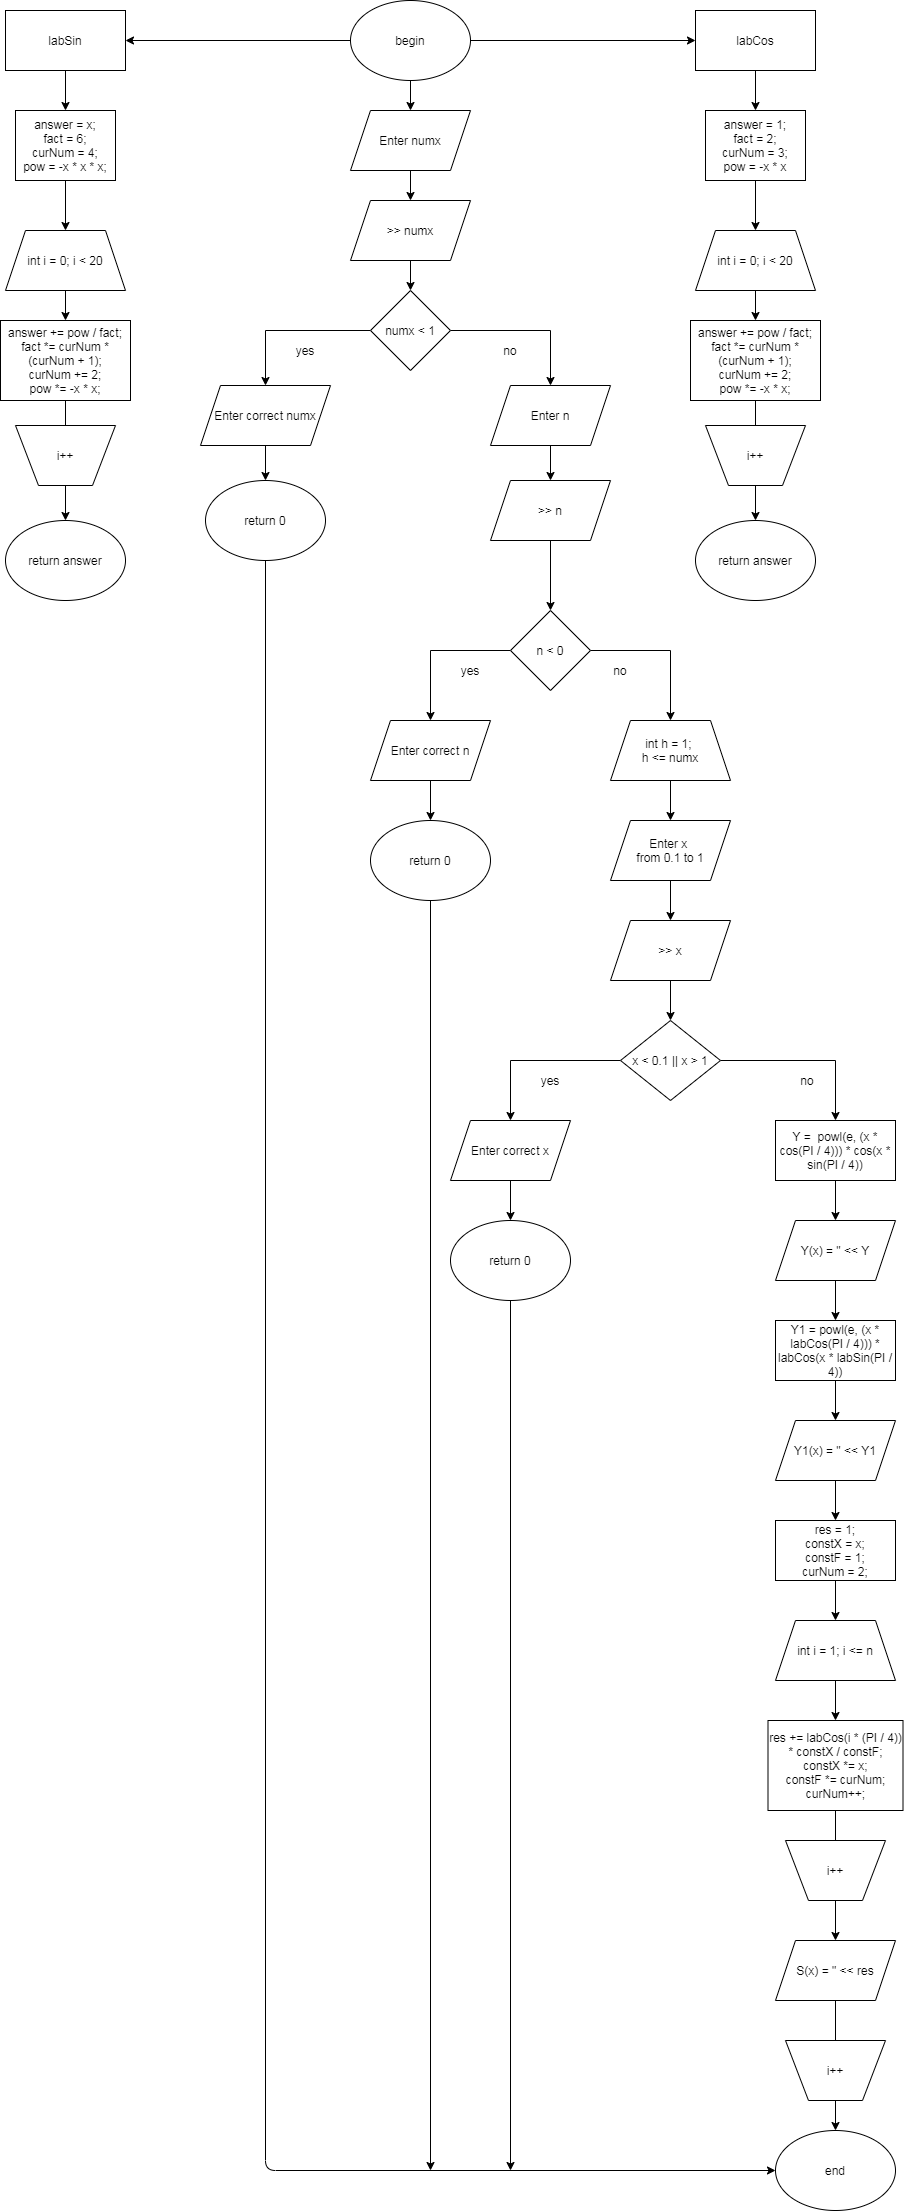 labSin
begin
labCos
answer = x;
fact = 6;
curNum = 4;
pow = -x * x * x;
Enter numx
answer = 1;
fact = 2;
curNum = 3;
pow = -x * x
>> numx
int i = 0; i < 20
int i = 0; i < 20
numx < 1
yes
no
answer += pow / fact;
fact *= curNum *
(curNum + 1);
curNum += 2;
pow *= -x * x;
answer += pow / fact;
fact *= curNum *
(curNum + 1);
curNum += 2;
pow *= -x * x;
Enter correct numx
Enter n
i++
i++
return 0
>> n
return answer
return answer
n < 0
yes
no
Enter correct n
int h = 1;
h <= numx
return 0
Enter x
from 0.1 to 1
>> x
x < 0.1 || x > 1
yes
no
Enter correct x
Y =  powl(e, (x *
cos(PI / 4))) * cos(x *
sin(PI / 4))
return 0
Y(x) = " << Y
Y1 = powl(e, (x *
labCos(PI / 4))) *
labCos(x * labSin(PI /
4))
Y1(x) = " << Y1
res = 1;
constX = x;
constF = 1;
curNum = 2;
int i = 1; i <= n
res += labCos(i * (PI / 4))
* constX / constF;
constX *= x;
constF *= curNum;
curNum++;
i++
S(x) = " << res
i++
end